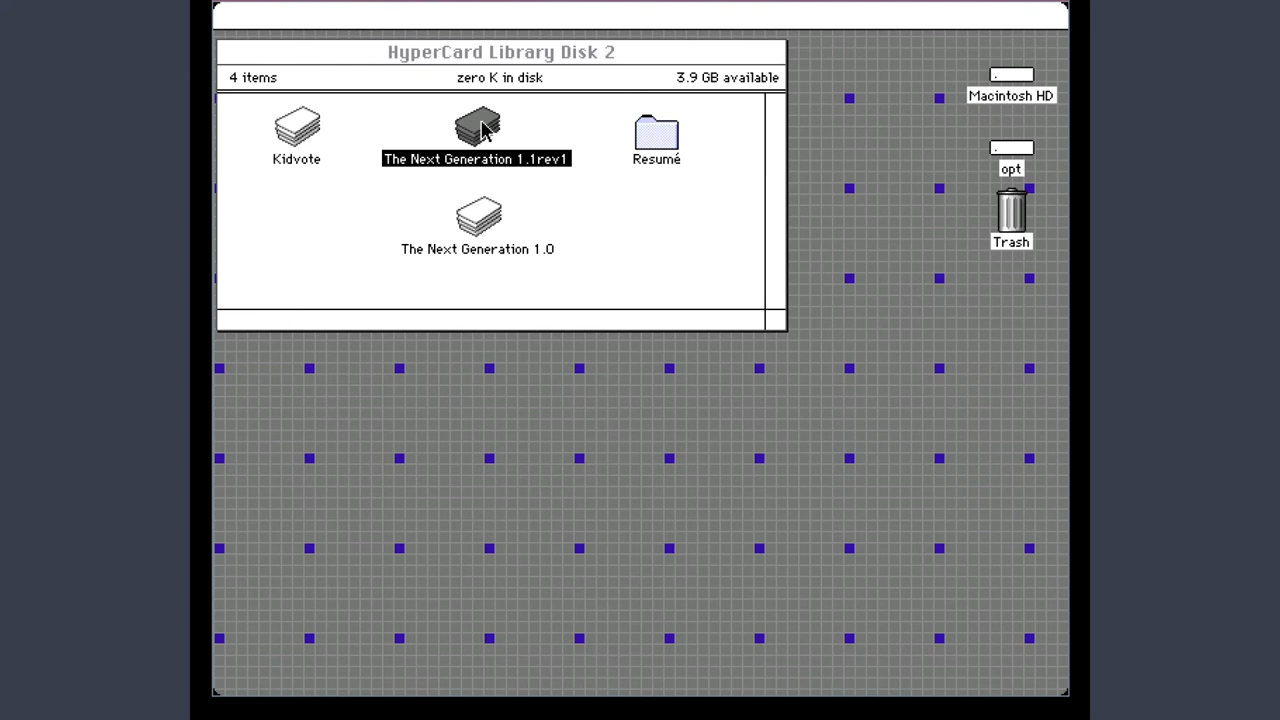 HyperCard Library Disk 2
4 items zero K in disk 3.9 GB available
Macintosh HD
Kidvote The Next Generation 1.1rev1 Resumé
opt
Trash
The Next Generation 1.0